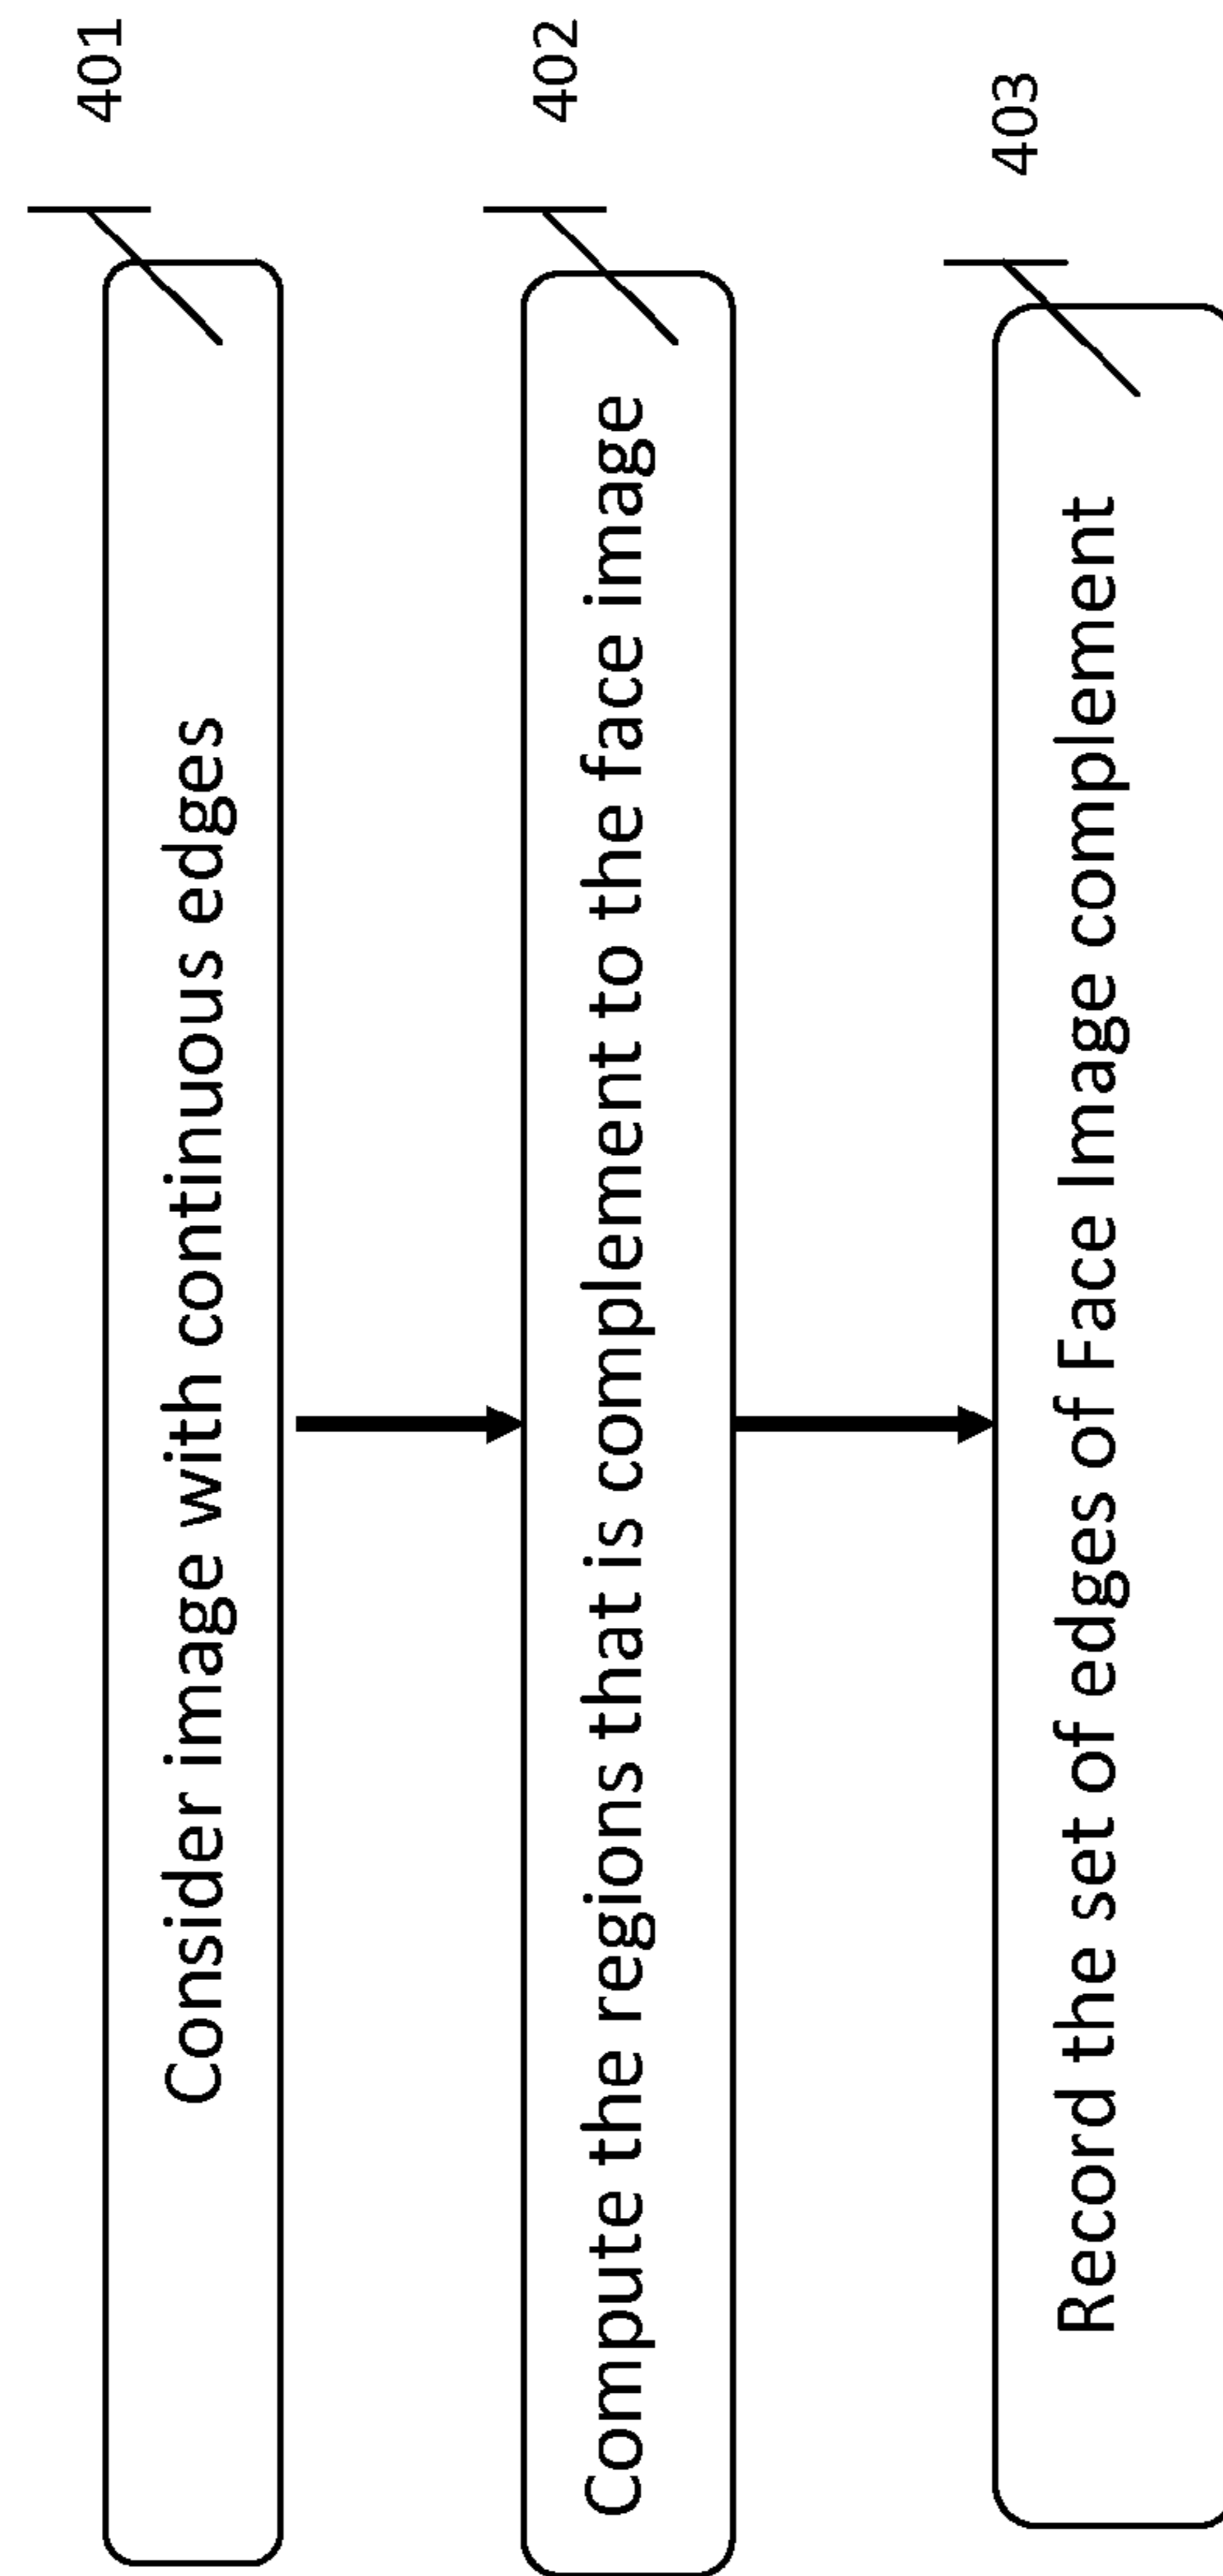 401
Consider image with continuous edges
402
Compute the regions that is complement to the face image
403
Record the set of edges of Face Image complement